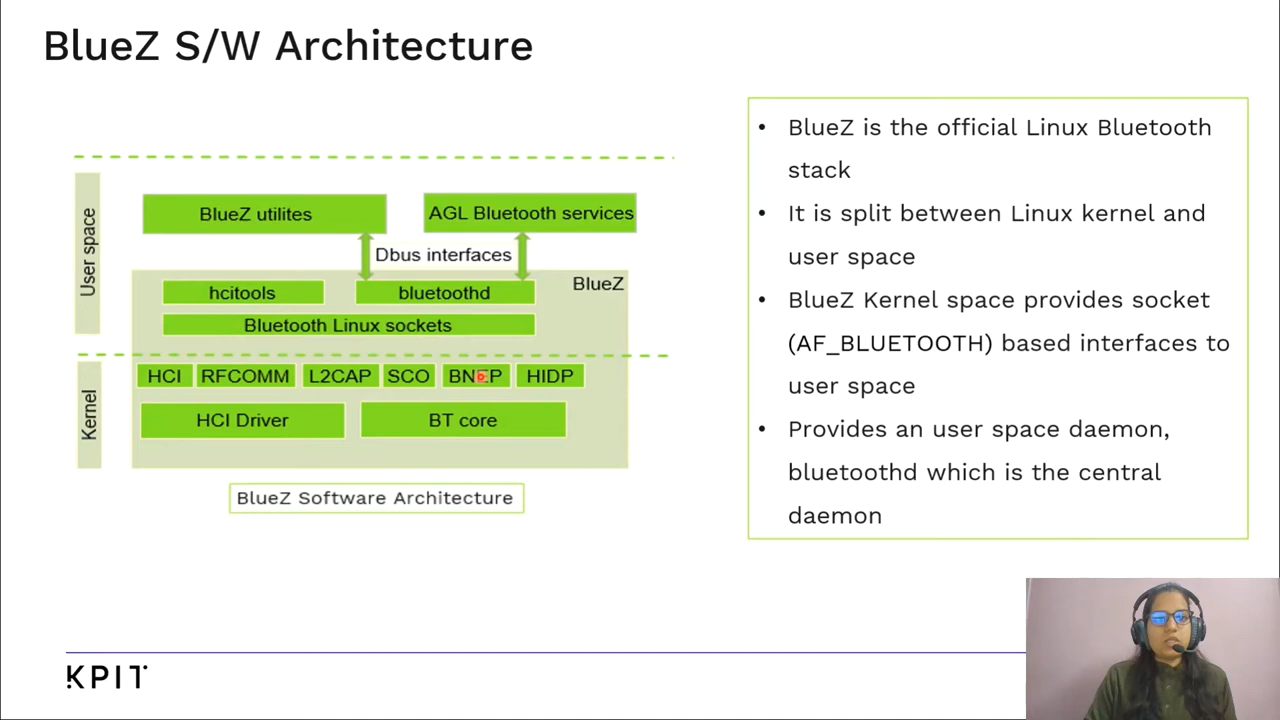 BlueZ S/W Architecture
User space
BlueZ utilites
AGL Bluetooth services
Dbus interfaces
BlueZ
hcitools
bluetoothd
Bluetooth Linux sockets
Kernel
HCI
RFCOMM
L2CAP
SCO
BNEP
HIDP
HCI Driver
BT core
BlueZ Software Architecture
• BlueZ is the official Linux Bluetooth
stack
• It is split between Linux kernel and
user space
• BlueZ Kernel space provides socket
(AF_BLUETOOTH) based interfaces to
user space
• Provides an user space daemon,
bluetoothd which is the central
daemon
KPIT